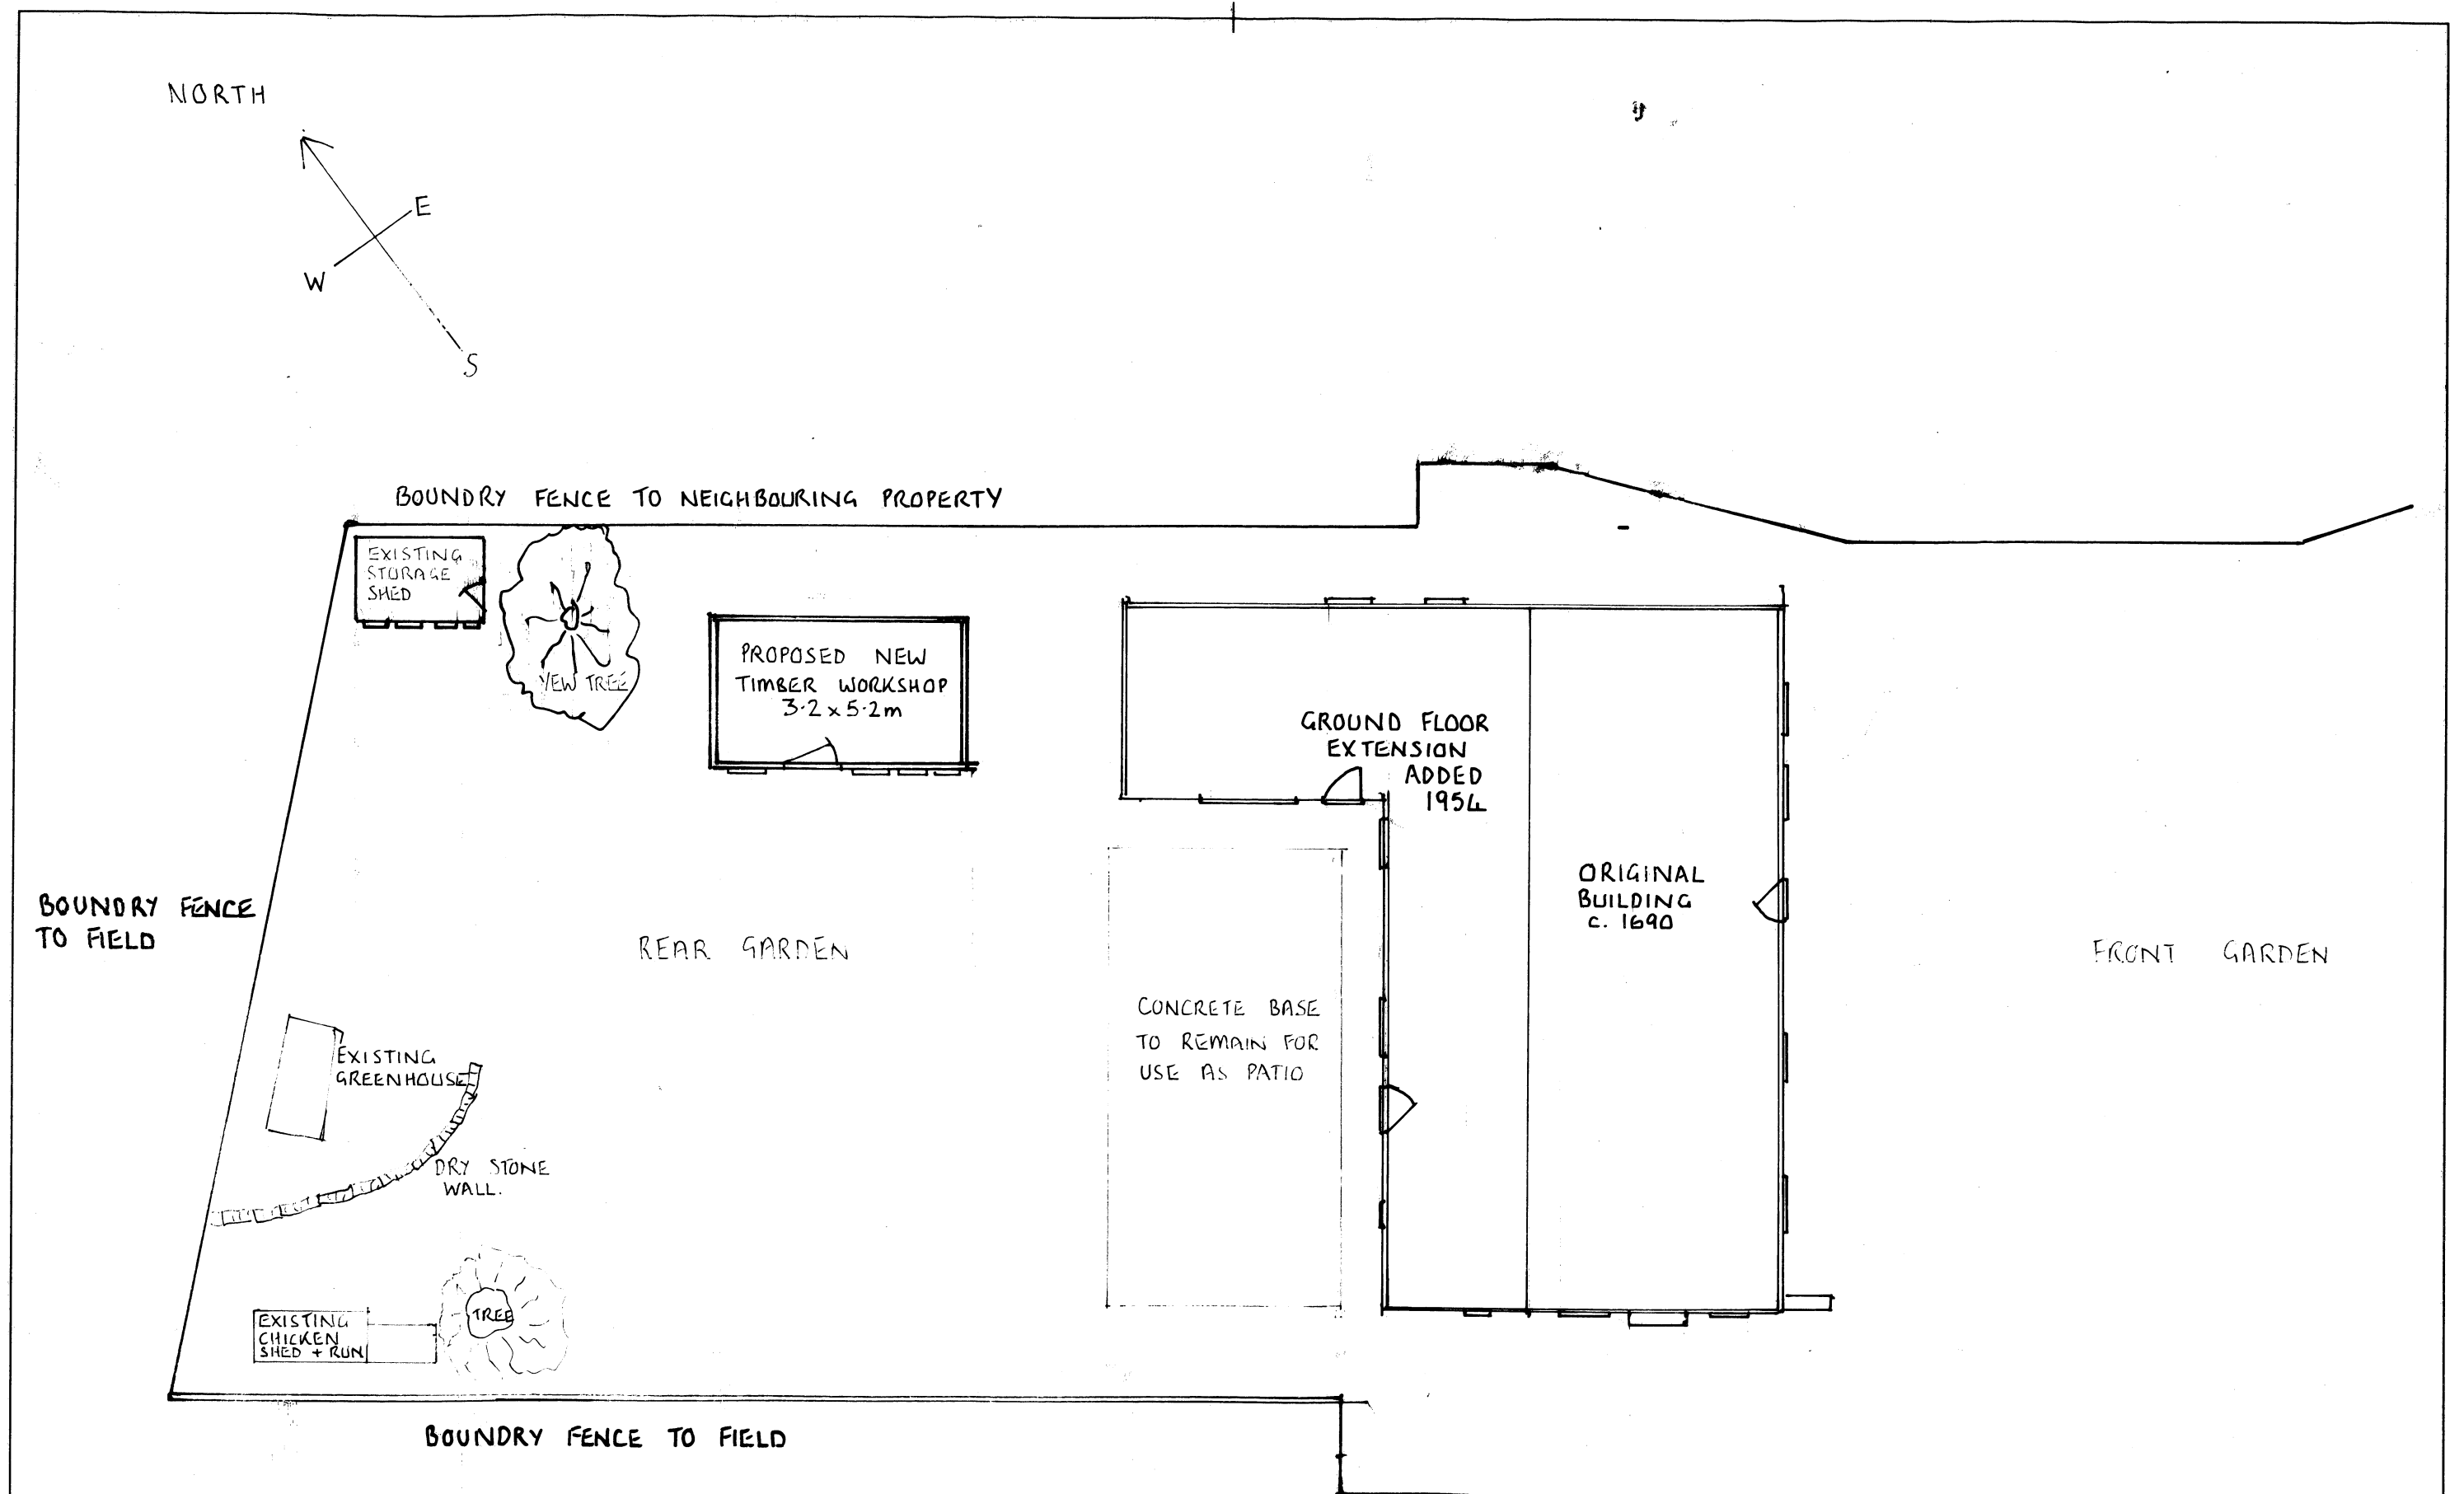 NORTH
E
W
S
BOUNDRY FENCE TO NEIGHBOURING PROPERTY
EXISTING
STORAGE
SHED
YEW TREE
PROPOSED NEW
TIMBER WORKSHOP
3.2 x 5.2m
GROUND FLOOR
EXTENSION
ADDED
1954
ORIGINAL
BUILDING
c. 1690
BOUNDRY FENCE
TO FIELD
REAR GARDEN
FRONT GARDEN
CONCRETE BASE
TO REMAIN FOR
USE AS PATIO
EXISTING
GREENHOUSE
DRY STONE
WALL.
TREE
EXISTING
CHICKEN
SHED + RUN
BOUNDRY FENCE TO FIELD